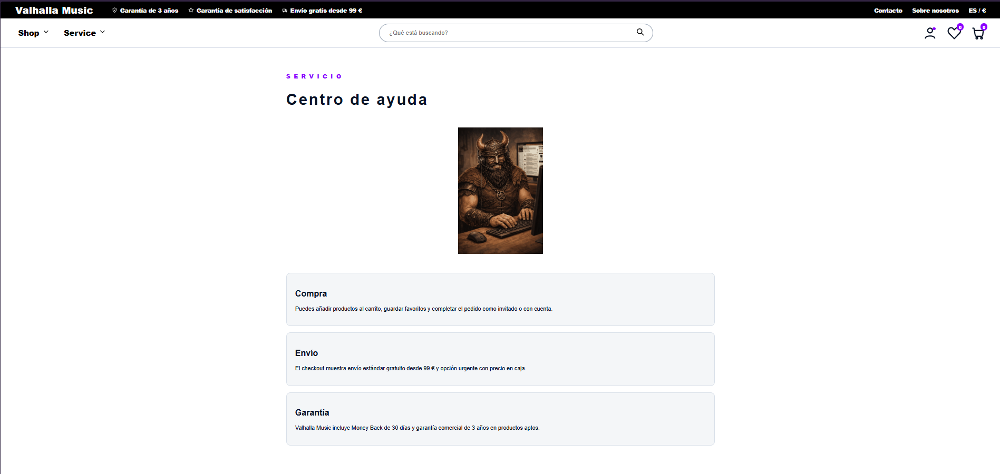 Valhalla Music Garantía de 3 años Garantía de satisfacción Envío gratis desde 99 € Contacto Sobre nosotros ES / €
Shop Service ¿Qué está buscando? 0 0
SERVICIO
Centro de ayuda
Compra
Puedes añadir productos al carrito, guardar favoritos y completar el pedido como invitado o con cuenta.
Envío
El checkout muestra envío estándar gratuito desde 99 € y opción urgente con precio en caja.
Garantía
Valhalla Music incluye Money Back de 30 días y garantía comercial de 3 años en productos aptos.